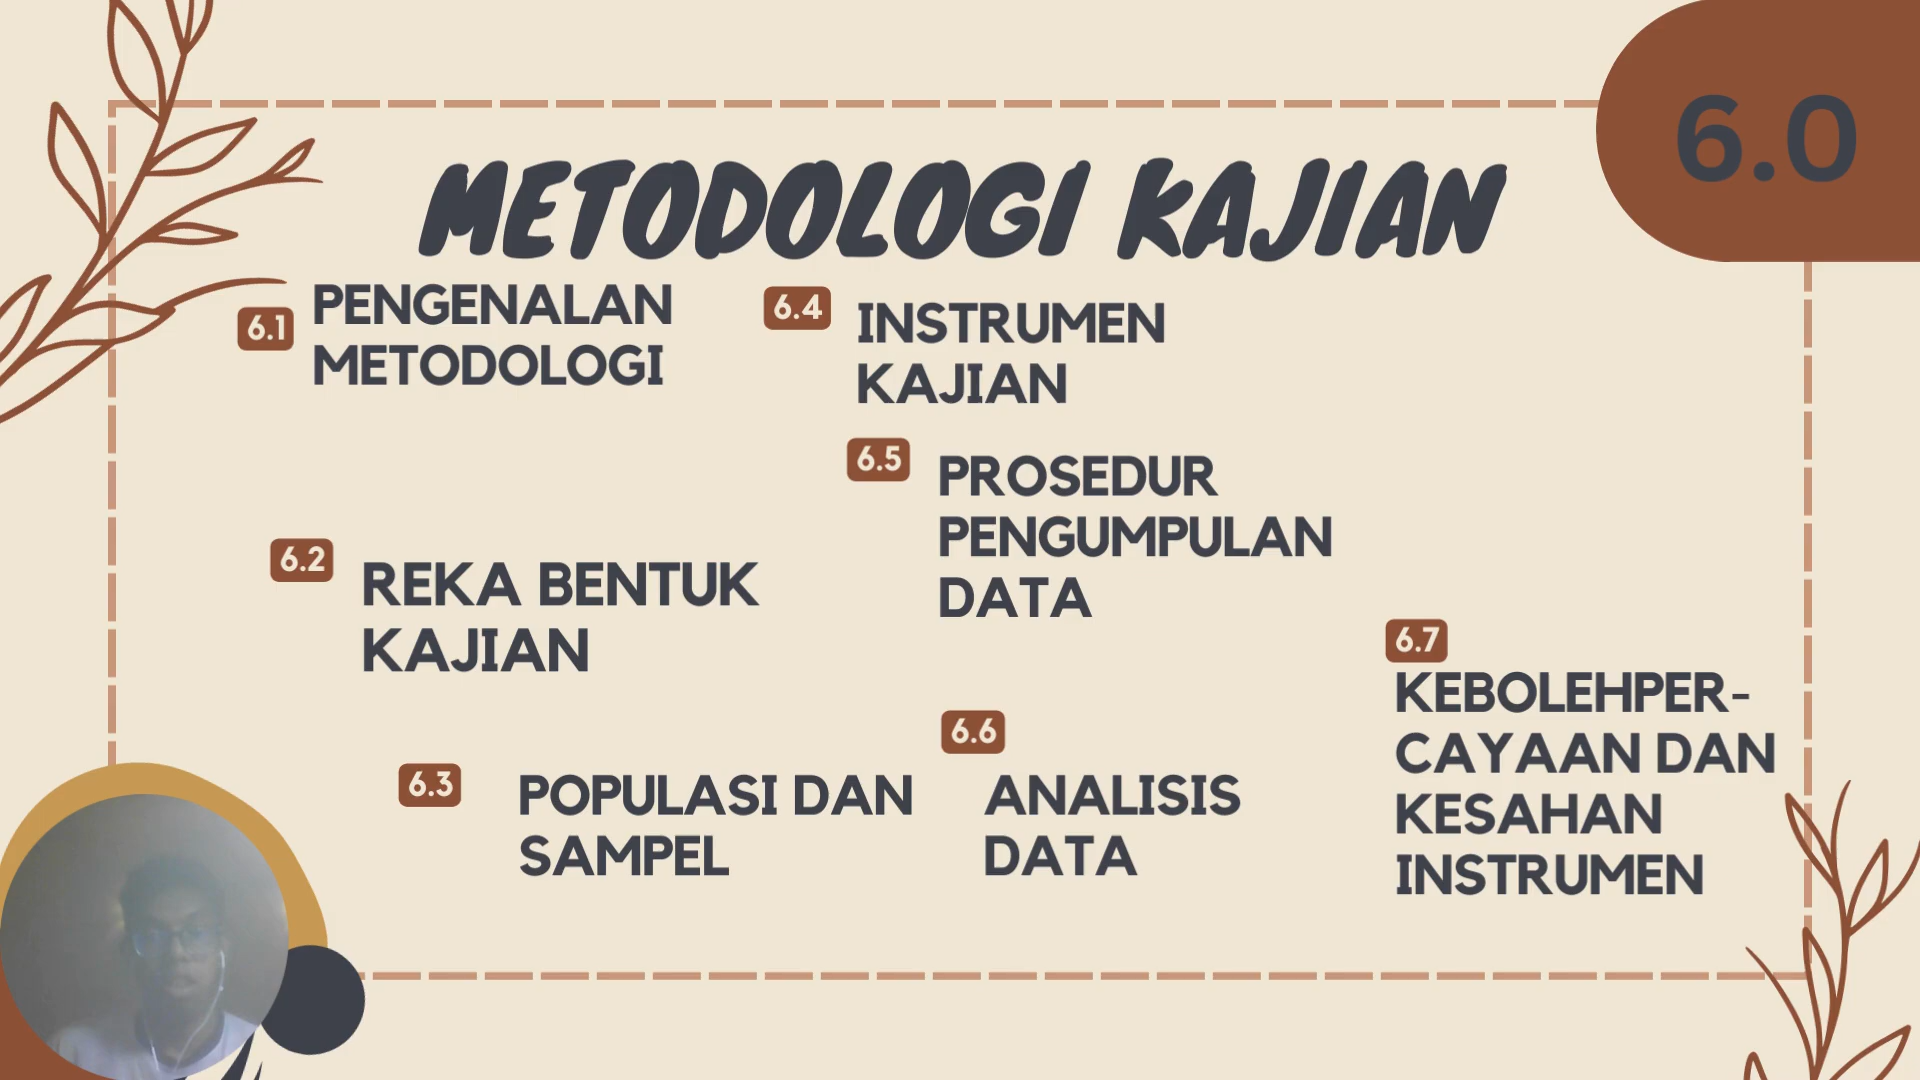 6.0
METODOLOGI KAJIAN
6.1
PENGENALAN
METODOLOGI
6.2
REKA BENTUK
KAJIAN
6.3
POPULASI DAN
SAMPEL
6.4
INSTRUMEN
KAJIAN
6.5
PROSEDUR
PENGUMPULAN
DATA
6.6
ANALISIS
DATA
6.7
KEBOLEHPER-
CAYAAN DAN
KESAHAN
INSTRUMEN